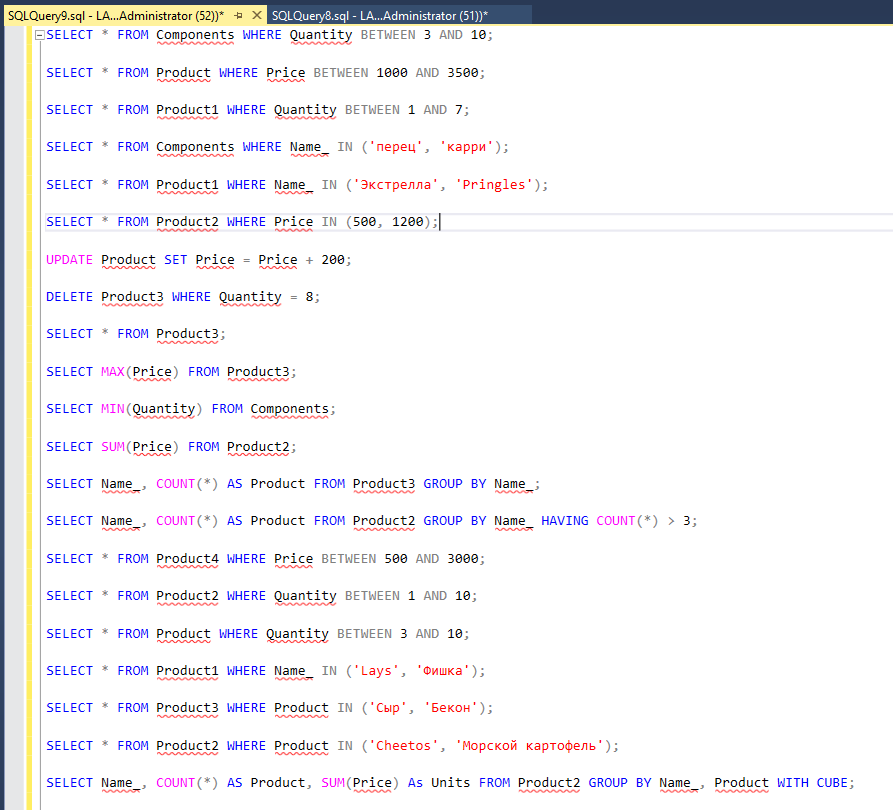 SQLQuery9.sql - LA...Administrator (52))* SQLQuery8.sql - LA...Administrator (51))*
SELECT * FROM Components WHERE Quantity BETWEEN 3 AND 10;
SELECT * FROM Product WHERE Price BETWEEN 1000 AND 3500;
SELECT * FROM Product1 WHERE Quantity BETWEEN 1 AND 7;
SELECT * FROM Components WHERE Name_ IN ('перец', 'карри');
SELECT * FROM Product1 WHERE Name_ IN ('Экстрелла', 'Pringles');
SELECT * FROM Product2 WHERE Price IN (500, 1200);
UPDATE Product SET Price = Price + 200;
DELETE Product3 WHERE Quantity = 8;
SELECT * FROM Product3;
SELECT MAX(Price) FROM Product3;
SELECT MIN(Quantity) FROM Components;
SELECT SUM(Price) FROM Product2;
SELECT Name_, COUNT(*) AS Product FROM Product3 GROUP BY Name_;
SELECT Name_, COUNT(*) AS Product FROM Product2 GROUP BY Name_ HAVING COUNT(*) > 3;
SELECT * FROM Product4 WHERE Price BETWEEN 500 AND 3000;
SELECT * FROM Product2 WHERE Quantity BETWEEN 1 AND 10;
SELECT * FROM Product WHERE Quantity BETWEEN 3 AND 10;
SELECT * FROM Product1 WHERE Name_ IN ('Lays', 'Фишка');
SELECT * FROM Product3 WHERE Product IN ('Сыр', 'Бекон');
SELECT * FROM Product2 WHERE Product IN ('Cheetos', 'Морской картофель');
SELECT Name_, COUNT(*) AS Product, SUM(Price) As Units FROM Product2 GROUP BY Name_, Product WITH CUBE;